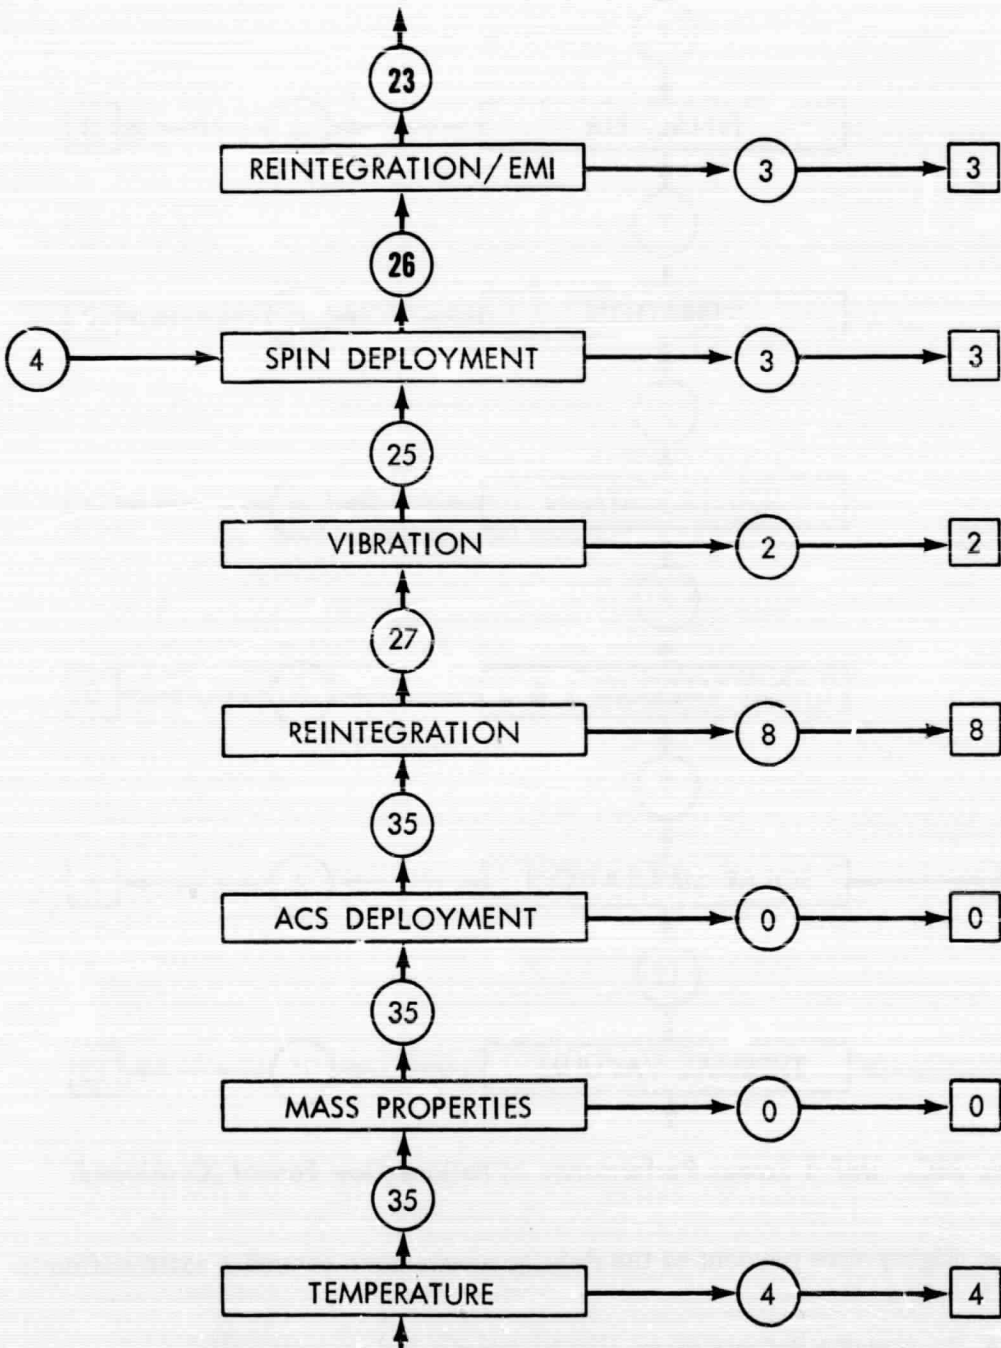 23
REINTEGRATION/EMI 3 3
26
4 SPIN DEPLOYMENT 3 3
25
VIBRATION 2 2
27
REINTEGRATION 8 8
35
ACS DEPLOYMENT 0 0
35
MASS PROPERTIES 0 0
35
TEMPERATURE 4 4